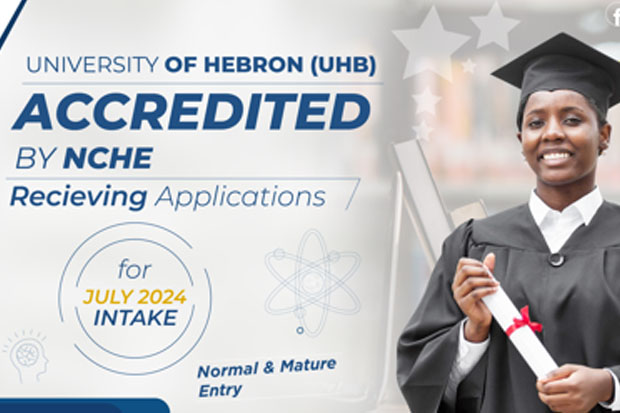 UNIVERSITY OF HEBRON (UHB)
ACCREDITED
BY NCHE
Recieving Applications
for
JULY 2024
INTAKE
Normal & Mature
Entry